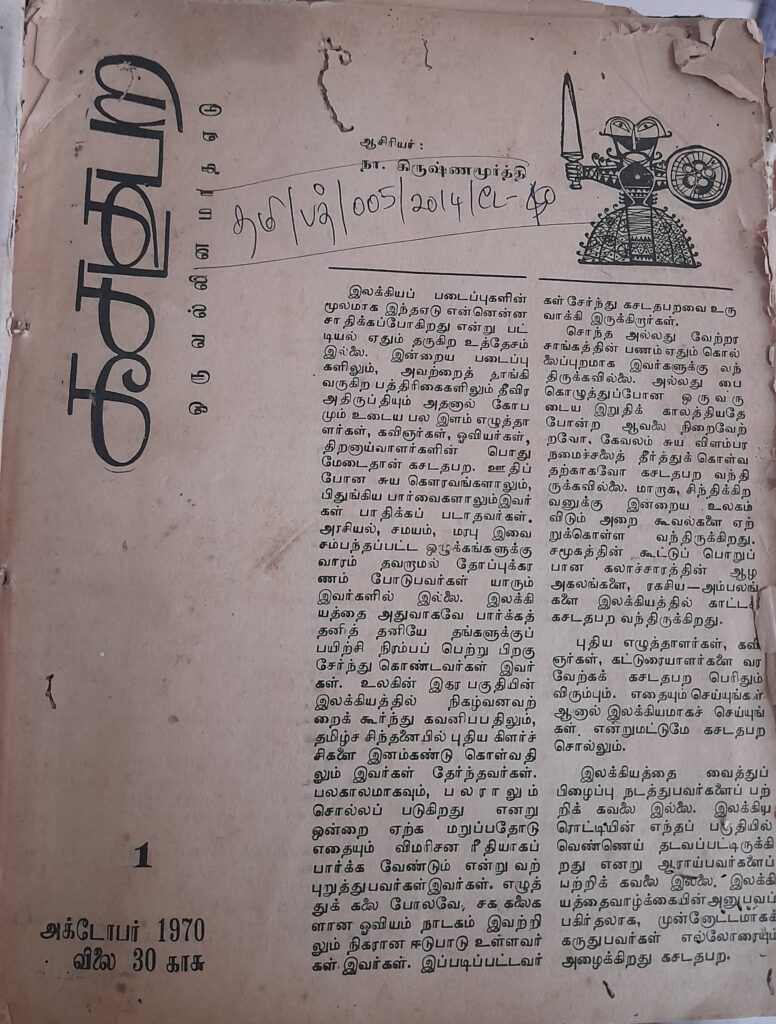 கசடதபற
ஒரு வல்லின மாத ஏடு
ஆசிரியர் :
நா. கிருஷ்ணமூர்த்தி
தமி/பத்/005/2014/
இலக்கியப் படைப்புகளின்
மூலமாக இந்தஏடு என்னென்ன
சாதிக்கப்போகிறது என்று பட்
டியல் ஏதும் தருகிற உத்தேசம்
இல்லை. இன்றைய படைப்பு
களிலும், அவற்றைத் தாங்கி
வருகிற பத்திரிகைகளிலும் தீவிர
அதிருப்தியும் அதனால் கோப
மும் உடைய பல இளம் எழுத்தா
ளர்கள், கவிஞர்கள், ஓவியர்கள்,
திறனாய்வாளர்களின் பொது
மேடைதான் கசடதபற. ஊதிப்
போன சுய கௌரவங்களாலும்,
பிதுங்கிய பார்வைகளாலும்இவர்
கள் பாதிக்கப் படாதவர்கள்.
அரசியல், சமயம், மரபு இவை
சம்பந்தப்பட்ட ஒழுக்கங்களுக்கு
வாரம் தவறாமல் தோப்புக்கர
ணம் போடுபவர்கள் யாரும்
இவர்களில் இல்லை. இலக்கி
யத்தை அதுவாகவே பார்க்கத்
தனித் தனியே தங்களுக்குப்
பயிற்சி நிரம்பப் பெற்று பிறகு
சேர்ந்து கொண்டவர்கள் இவர்
கள். உலகின் இதர பகுதியின்
இலக்கியத்தில் நிகழ்வனவற்
றைக் கூர்ந்து கவனிப்பதிலும்,
தமிழ்ச் சிந்தனையில் புதிய கிளர்ச்
சிகளை இனம்கண்டு கொள்வதி
லும் இவர்கள் தேர்ந்தவர்கள்.
பலகாலமாகவும், பலராலும்
சொல்லப் படுகிறது எனறு
ஒன்றை ஏற்க மறுப்பதோடு
எதையும் விமரிசன ரீதியாகப்
பார்க்க வேண்டும் என்று வற்
புறுத்துபவர்கள்இவர்கள். எழுத்
துக் கலை போலவே, சக கலைக
ளான ஓவியம் நாடகம் இவற்றி
லும் நிகரான ஈடுபாடு உள்ளவர்
கள் இவர்கள். இப்படிப்பட்டவர்
கள்சேர்ந்து கசடதபறவை உரு
வாக்கி இருக்கிறார்கள்.
சொந்த அல்லது வேற்றர
சாங்கத்தின் பணம்ஏதும் கொல்
லைப்புறமாக இவர்களுக்கு வந்
திருக்கவில்லை. அல்லது பை
கொழுத்துப்போன ஒருவரு
டைய இறுதிக் காலத்தியதே
போன்ற ஆவலை நிறைவேற்
றவோ, கேவலம் சுய விளம்பர
நமைச்சலைத் தீர்த்துக் கொள்வ
தற்காகவோ கசடதபற வந்தி
ருக்கவில்லை. மாறாக, சிந்திக்கிற
வனுக்கு இன்றைய உலகம்
விடும் அறை கூவல்களை ஏற்
றுக்கொள்ள வந்திருக்கிறது.
சமூகத்தின் கூட்டுப் பொறுப்
பான கலாச்சாரத்தின் ஆழ
அகலங்களை, ரகசிய—அம்பலங்
களை இலக்கியத்தில் காட்டக்
கசடதபற வந்திருக்கிறது.
புதிய எழுத்தாளர்கள், கவி
ஞர்கள், கட்டுரையாளர்களை வர
வேற்கக் கசடதபற பெரிதும்
விரும்பும். எதையும் செய்யுங்கள்
ஆனால் இலக்கியமாகச் செய்யுங்
கள் என்றுமட்டுமே கசடதபற
சொல்லும்.
இலக்கியத்தை வைத்துப்
பிழைப்பு நடத்துபவர்களைப் பற்
றிக் கவலை இல்லை. இலக்கிய
ரொட்டியின் எந்தப் பகுதியில்
வெண்ணெய் தடவப்பட்டிருக்கி
றது எனறு ஆராய்பவர்களைப்
பற்றிக் கவலை இல்லை. இலக்கி
யத்தைவாழ்க்கையின்அனுபவப்
பகிர்தலாக, முன்னோட்டமாகக்
கருதுபவர்கள் எல்லோரையும்
அழைக்கிறது கசடதபற.
1
அக்டோபர் 1970
விலை 30 காசு